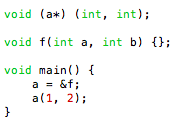 void (a*) (int, int);
void f(int a, int b) {};
void main() {
    a = &f;
    a(1, 2);
}